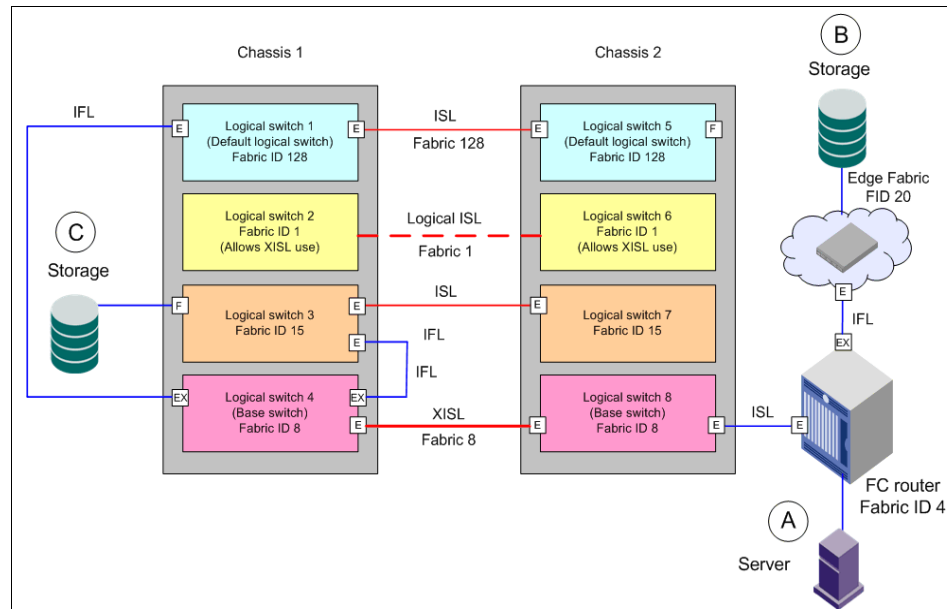 Chassis 1
Chassis 2
B
Storage
IFL
E
Logical switch 1
(Default logical switch)
Fabric ID 128
E
ISL
Fabric 128
E
Logical switch 5
(Default logical switch)
Fabric ID 128
F
Edge Fabric
FID 20
C
Storage
Logical switch 2
Fabric ID 1
(Allows XISL use)
Logical ISL
Fabric 1
Logical switch 6
Fabric ID 1
(Allows XISL use)
E
IFL
EX
F
Logical switch 3
Fabric ID 15
E
E
ISL
IFL
IFL
E
Logical switch 7
Fabric ID 15
EX
Logical switch 4
(Base switch)
Fabric ID 8
EX
E
XISL
Fabric 8
E
Logical switch 8
(Base switch)
Fabric ID 8
E
ISL
E
FC router
Fabric ID 4
A
Server